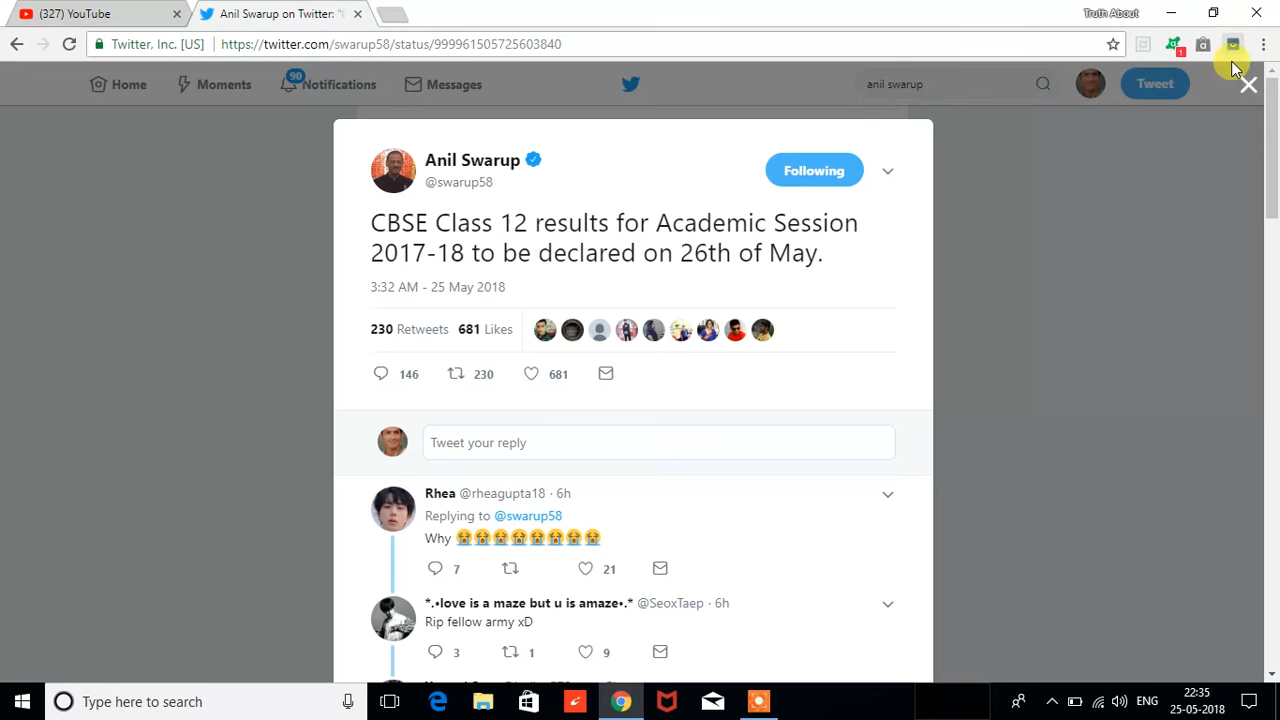 (327) YouTube
Anil Swarup on Twitter: "C
Truth About
Twitter, Inc. [US]
https://twitter.com/swarup58/status/999961505725603840
1
Home
Moments
90
Notifications
Messages
anil swarup
Tweet
Anil Swarup
@swarup58
Following
CBSE Class 12 results for Academic Session
2017-18 to be declared on 26th of May.
3:32 AM - 25 May 2018
230 Retweets 681 Likes
146 230 681
Tweet your reply
Rhea @rheagupta18 · 6h
Replying to @swarup58
Why 😭😭😭😭😭😭😭😭
7 21
*.•love is a maze but u is amaze•.* @SeoxTaep · 6h
Rip fellow army xD
3 1 9
Type here to search
ENG
22:35
25-05-2018